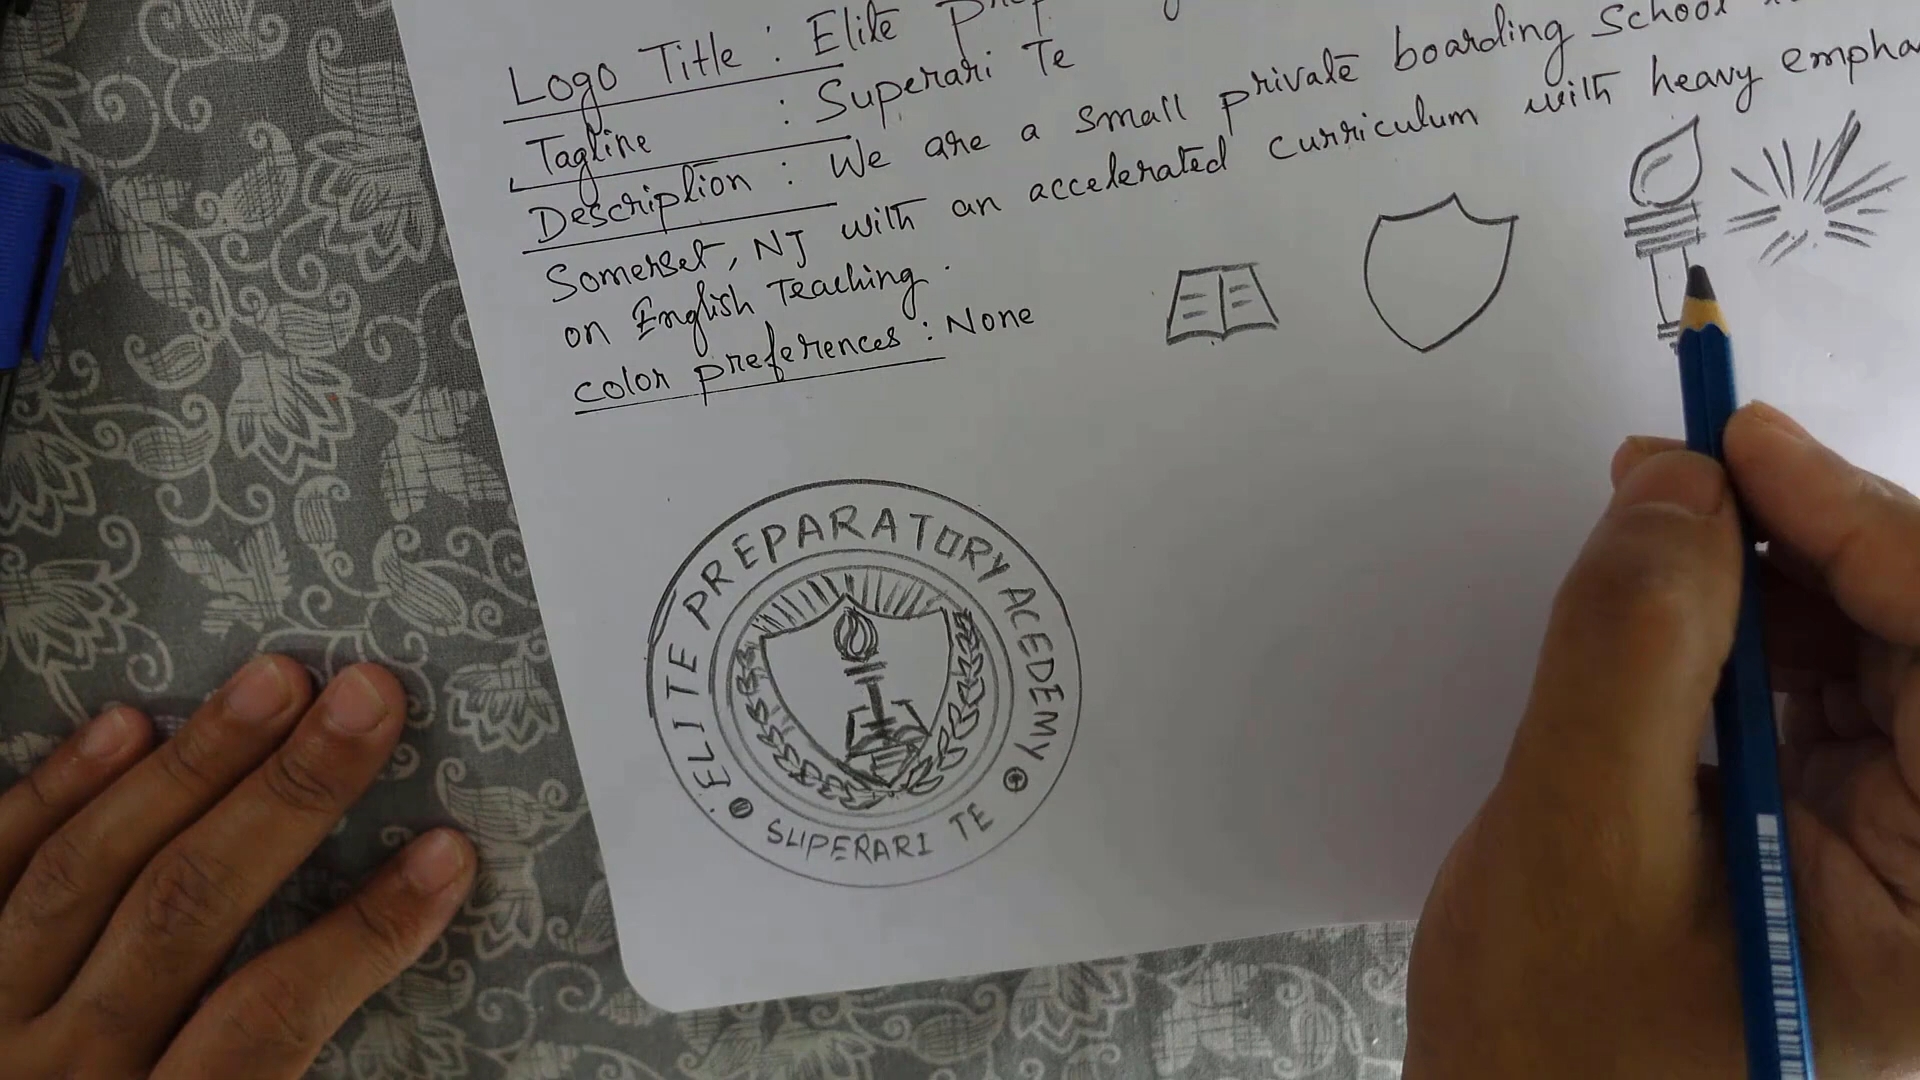 Logo Title : Elite Prep
Tagline : Superari Te
Description : We are a small private boarding School
Somerset, NJ with an accelerated curriculum with heavy empha
on English Teaching.
color preferences : None
ELITE PREPARATORY ACEDEMY
SUPERARI TE